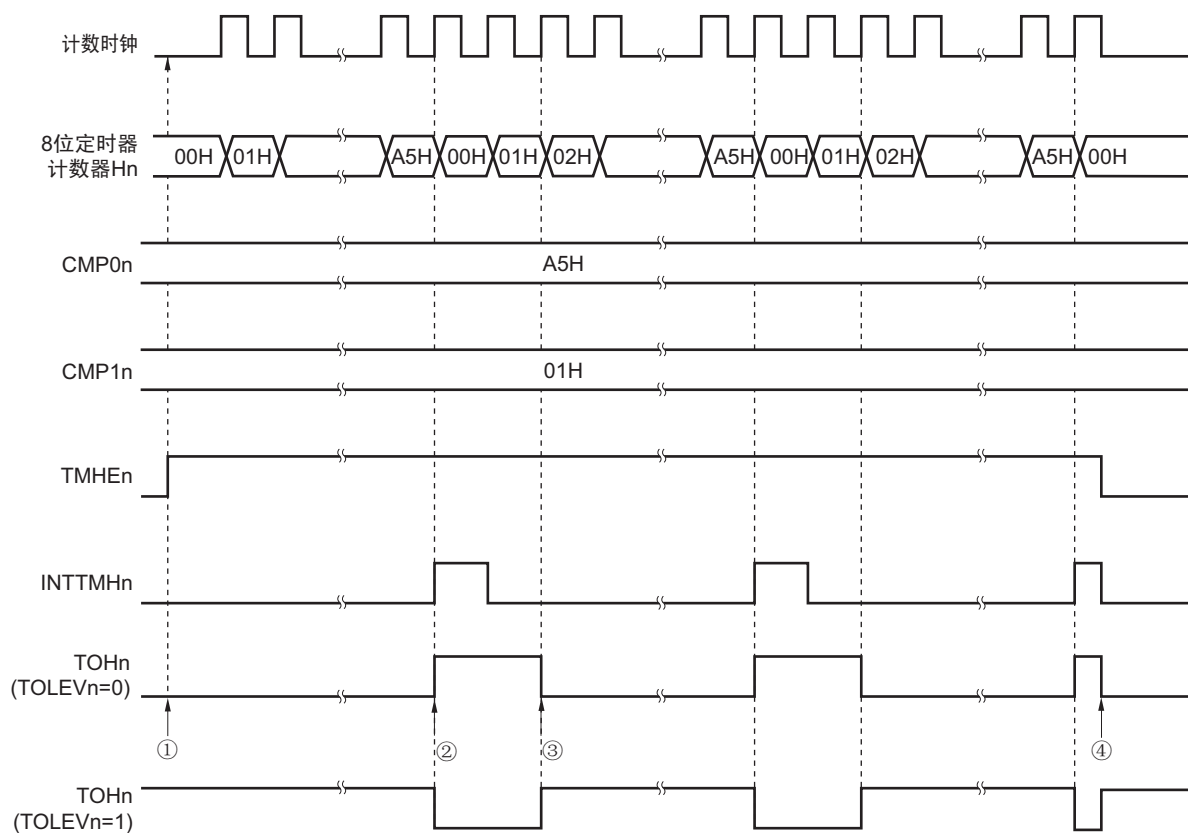 计数时钟
8位定时器
计数器Hn
00H 01H A5H 00H 01H 02H A5H 00H 01H 02H A5H 00H
CMP0n
A5H
CMP1n
01H
TMHEn
INTTMHn
TOHn
(TOLEVn=0)
① ② ③ ④
TOHn
(TOLEVn=1)